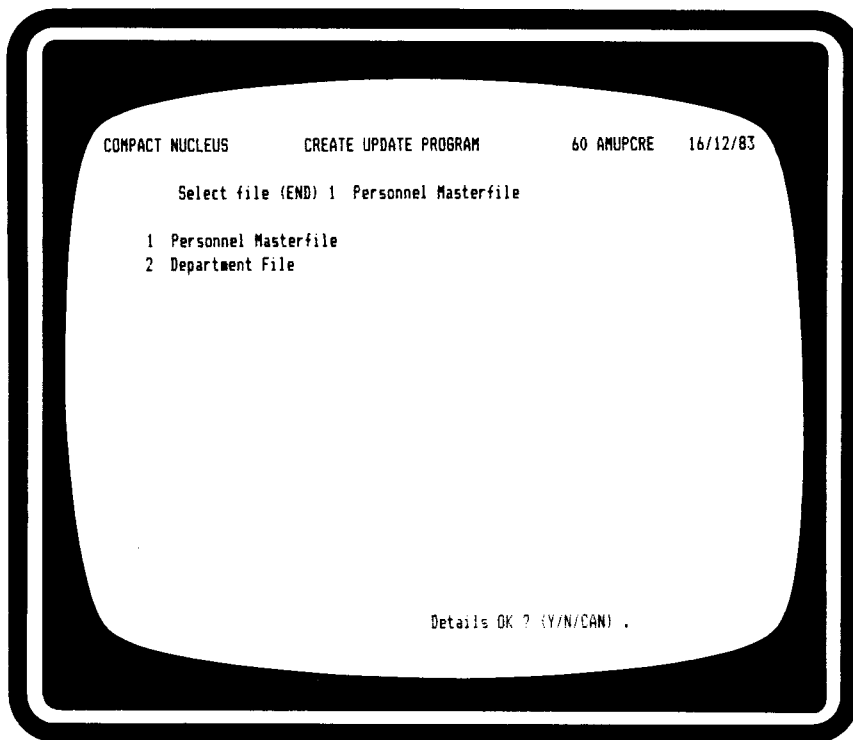 COMPACT NUCLEUS CREATE UPDATE PROGRAM 60 AMUPCRE 16/12/83
Select file (END) 1 Personnel Masterfile
1 Personnel Masterfile
2 Department File
Details OK ? (Y/N/CAN) .